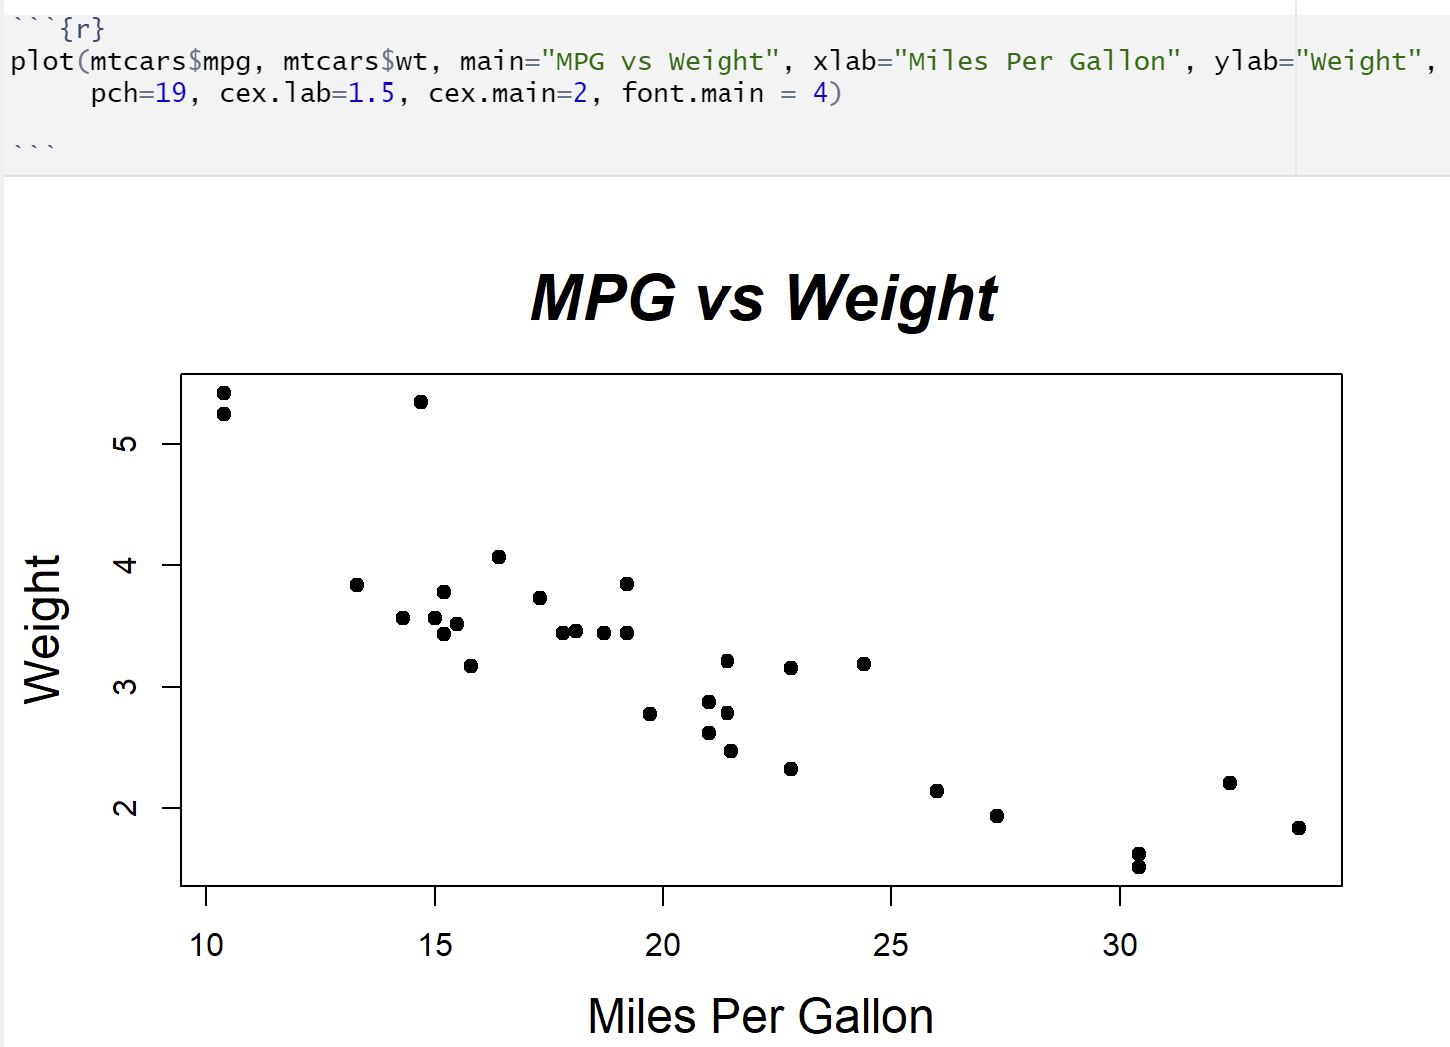 ```{r}
plot(mtcars$mpg, mtcars$wt, main="MPG vs Weight", xlab="Miles Per Gallon", ylab="Weight",
pch=19, cex.lab=1.5, cex.main=2, font.main = 4)
```
MPG vs Weight
5
4
3
2
Weight
10 15 20 25 30
Miles Per Gallon